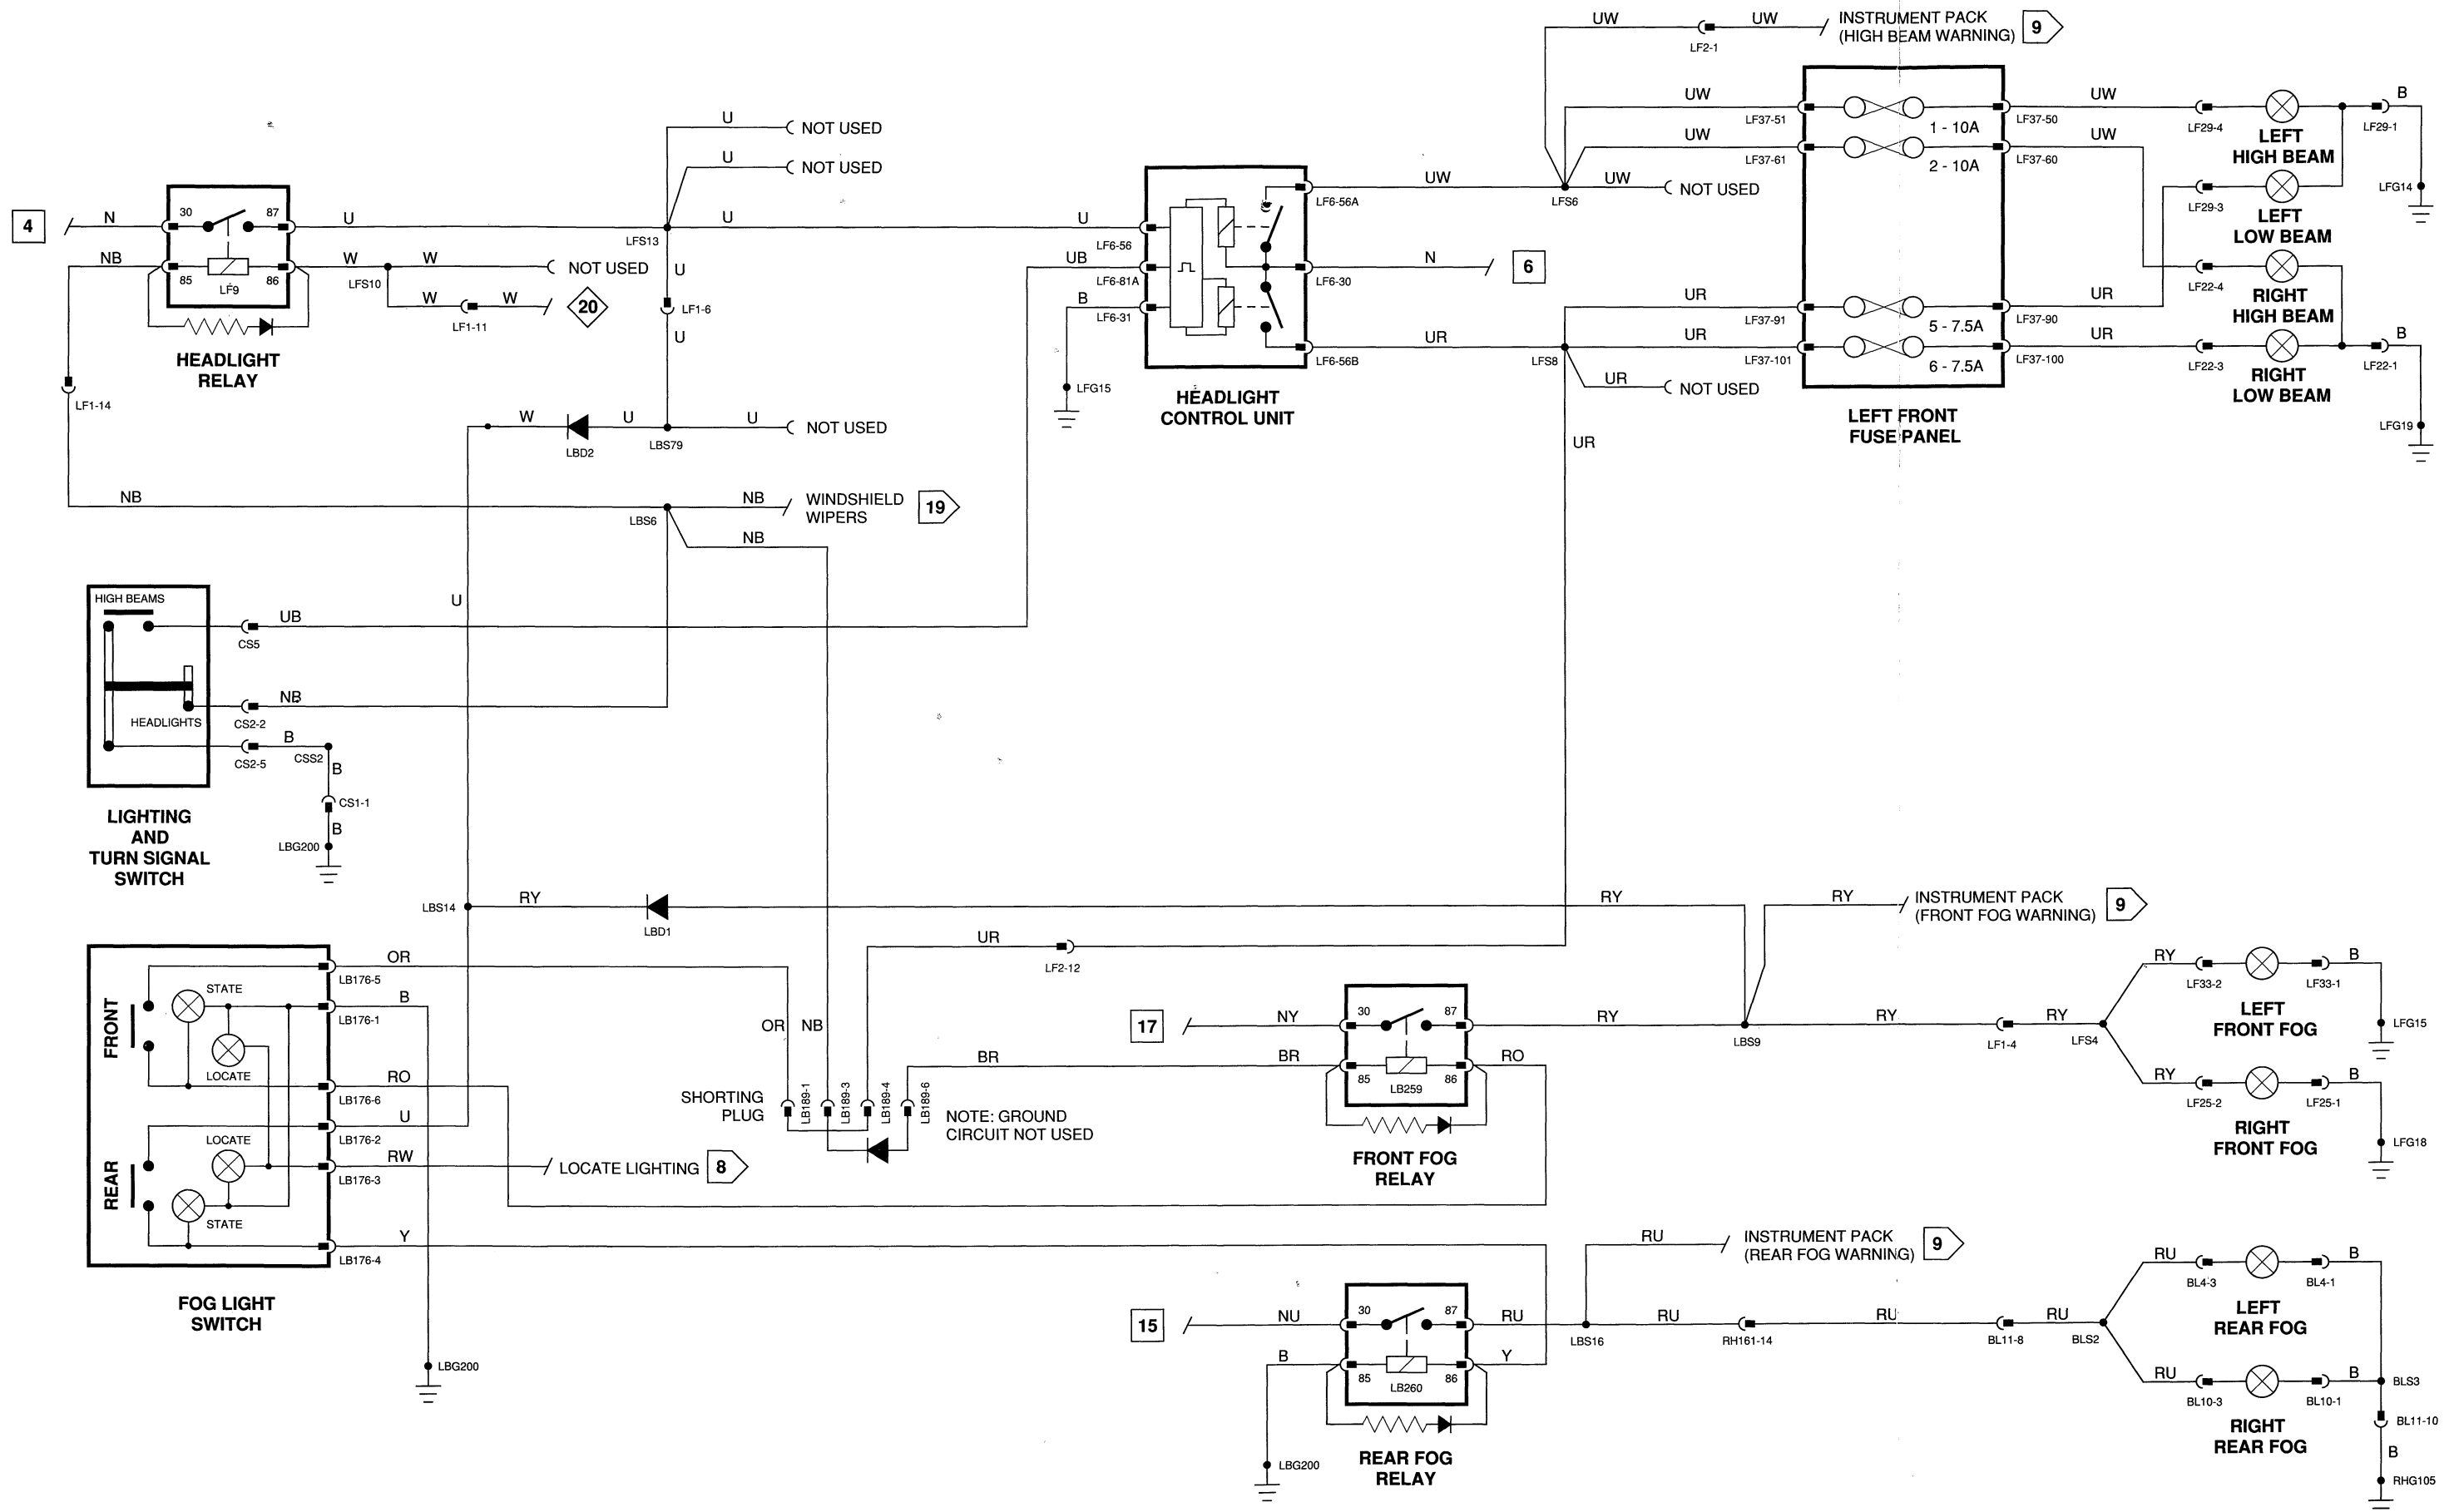 UW
UW
INSTRUMENT PACK
(HIGH BEAM WARNING)
9
LF2-1
U
NOT USED
U
NOT USED
UW
LF37-51
1 - 10A
LF37-50
UW
LF29-4
LEFT
HIGH BEAM
B
LF29-1
UW
LF37-61
2 - 10A
LF37-60
UW
LFG14
4
N
30
87
U
LFS13
U
U
LF6-56
UW
LF6-56A
LFS6
UW
NOT USED
LF29-3
LEFT
LOW BEAM
NB
85
LF9
86
W
LFS10
W
NOT USED
W
LF1-11
W
20
HEADLIGHT
RELAY
U
LF1-6
U
UB
LF6-81A
B
LF6-31
LFG15
N
LF6-30
6
LF22-4
RIGHT
HIGH BEAM
UR
LF6-56B
LFS8
UR
LF37-91
5 - 7.5A
LF37-90
UR
UR
LF37-101
6 - 7.5A
LF37-100
UR
LF22-3
RIGHT
LOW BEAM
B
LF22-1
LFG19
UR
NOT USED
HEADLIGHT
CONTROL UNIT
LEFT FRONT
FUSE PANEL
UR
LF1-14
W
LBD2
U
LBS79
U
NOT USED
NB
LBS6
NB
WINDSHIELD
WIPERS
19
NB
HIGH BEAMS
UB
CS5
U
NB
CS2-2
HEADLIGHTS
B
CS2-5
CSS2
B
CS1-1
B
LBG200
LIGHTING
AND
TURN SIGNAL
SWITCH
LBS14
RY
LBD1
RY
RY
INSTRUMENT PACK
(FRONT FOG WARNING)
9
UR
LF2-12
OR
LB176-5
STATE
B
LB176-1
FRONT
LOCATE
RO
LB176-6
U
LB176-2
LOCATE
RW
LB176-3
LOCATE LIGHTING
8
REAR
STATE
Y
LB176-4
FOG LIGHT
SWITCH
LBG200
OR
NB
SHORTING
PLUG
LB189-1
LB189-3
LB189-4
LB189-6
NOTE: GROUND
CIRCUIT NOT USED
17
NY
30
87
RY
LBS9
RY
LF1-4
RY
LFS4
BR
BR
85
LB259
86
RO
FRONT FOG
RELAY
RY
LF33-2
LEFT
FRONT FOG
LF33-1
B
LFG15
RY
LF25-2
RIGHT
FRONT FOG
LF25-1
B
LFG18
RU
INSTRUMENT PACK
(REAR FOG WARNING)
9
15
NU
30
87
RU
LBS16
RU
RH161-14
RU
BL11-8
RU
BLS2
B
85
LB260
86
Y
LBG200
REAR FOG
RELAY
RU
BL4-3
LEFT
REAR FOG
BL4-1
B
RU
BL10-3
RIGHT
REAR FOG
BL10-1
B
BLS3
BL11-10
B
RHG105